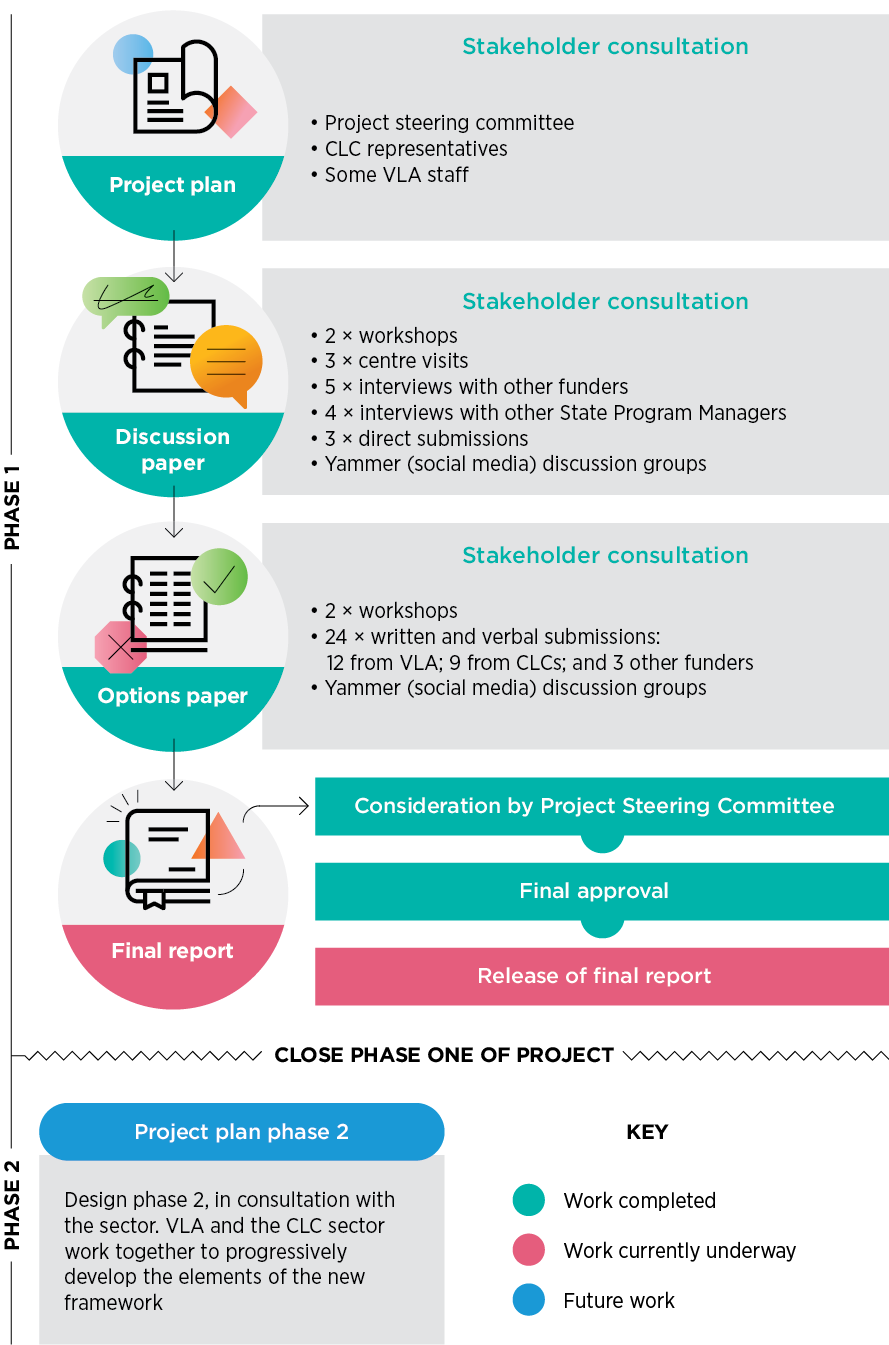 PHASE 1
Project plan
Stakeholder consultation
• Project steering committee
• CLC representatives
• Some VLA staff
Discussion
paper
Stakeholder consultation
• 2 × workshops
• 3 × centre visits
• 5 × interviews with other funders
• 4 × interviews with other State Program Managers
• 3 × direct submissions
• Yammer (social media) discussion groups
Options paper
Stakeholder consultation
• 2 × workshops
• 24 × written and verbal submissions:
12 from VLA; 9 from CLCs; and 3 other funders
• Yammer (social media) discussion groups
Final report
Consideration by Project Steering Committee
Final approval
Release of final report
CLOSE PHASE ONE OF PROJECT
PHASE 2
Project plan phase 2
Design phase 2, in consultation with
the sector. VLA and the CLC sector
work together to progressively
develop the elements of the new
framework
KEY
Work completed
Work currently underway
Future work